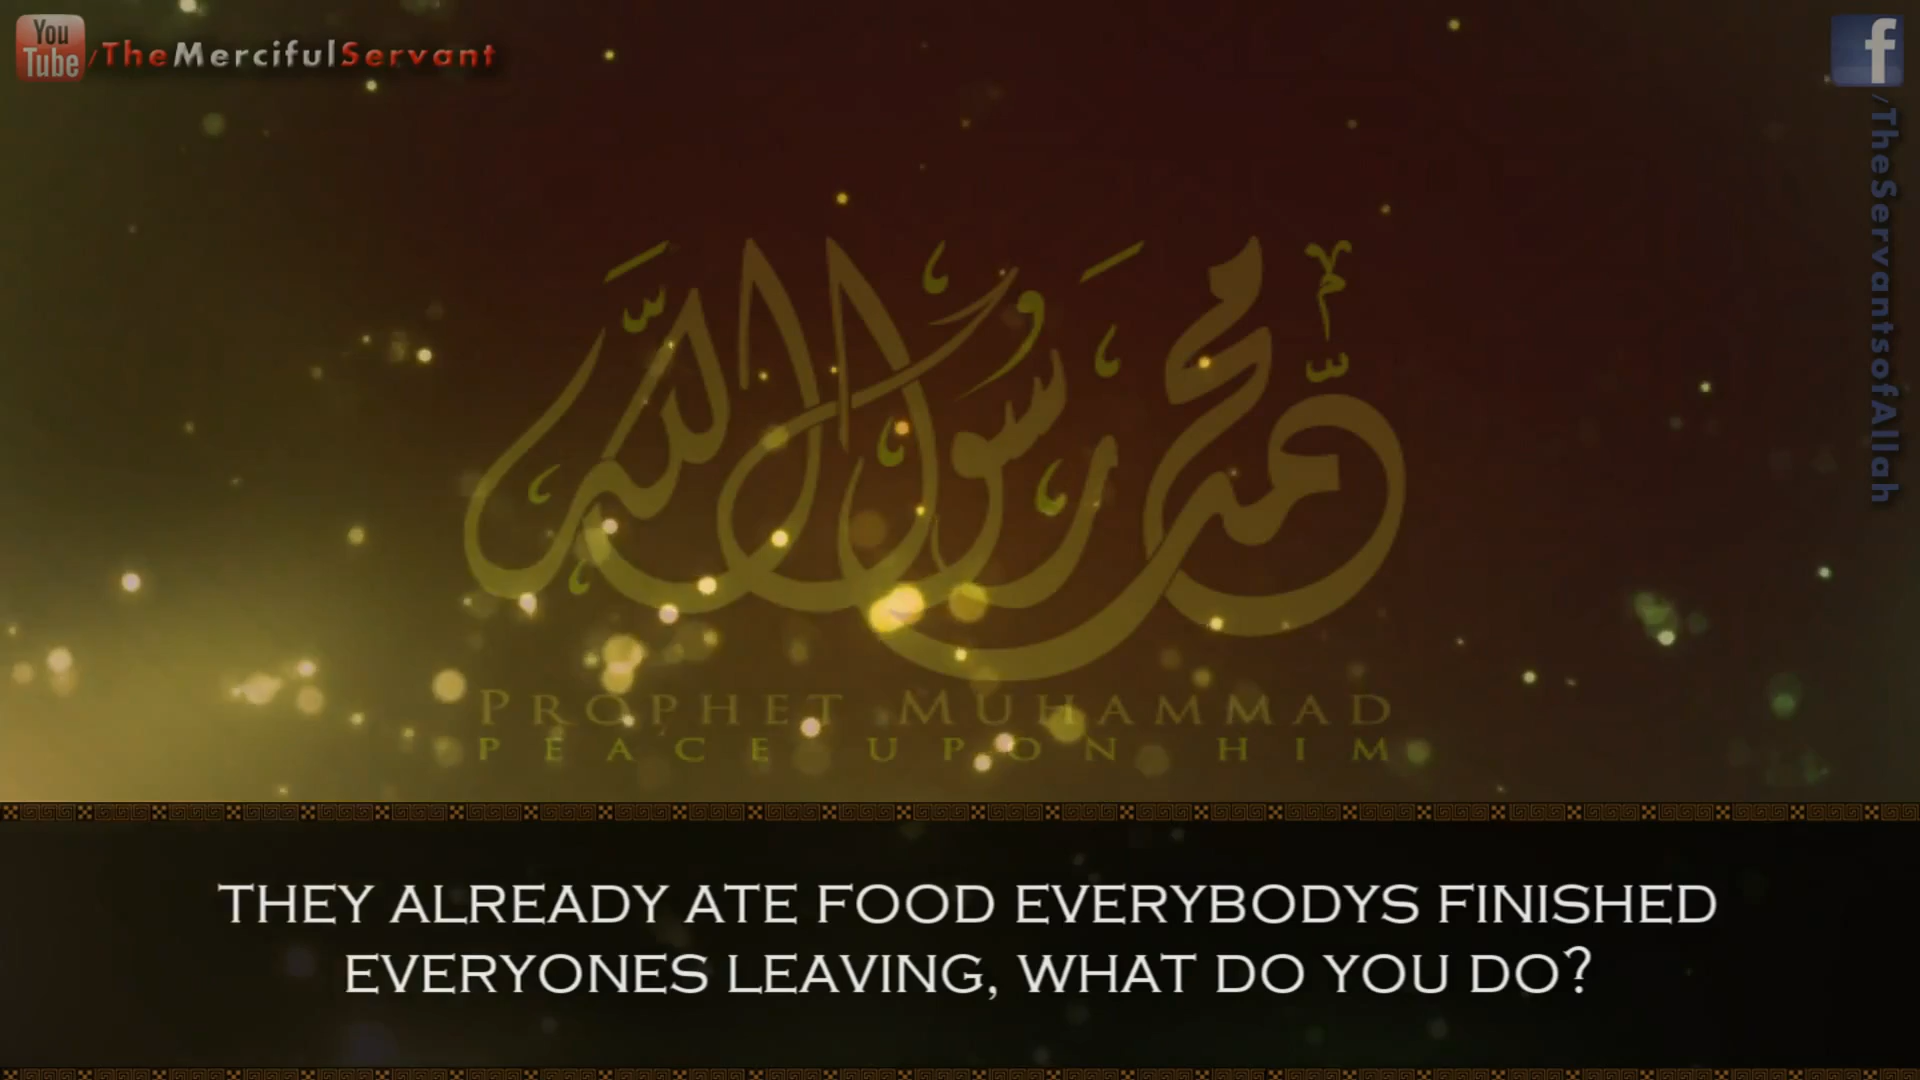 You
Tube /TheMercifulServant
f /TheServantsofAllah
محمد رسول الله
PROPHET MUHAMMAD
PEACE UPON HIM
THEY ALREADY ATE FOOD EVERYBODYS FINISHED
EVERYONES LEAVING, WHAT DO YOU DO?